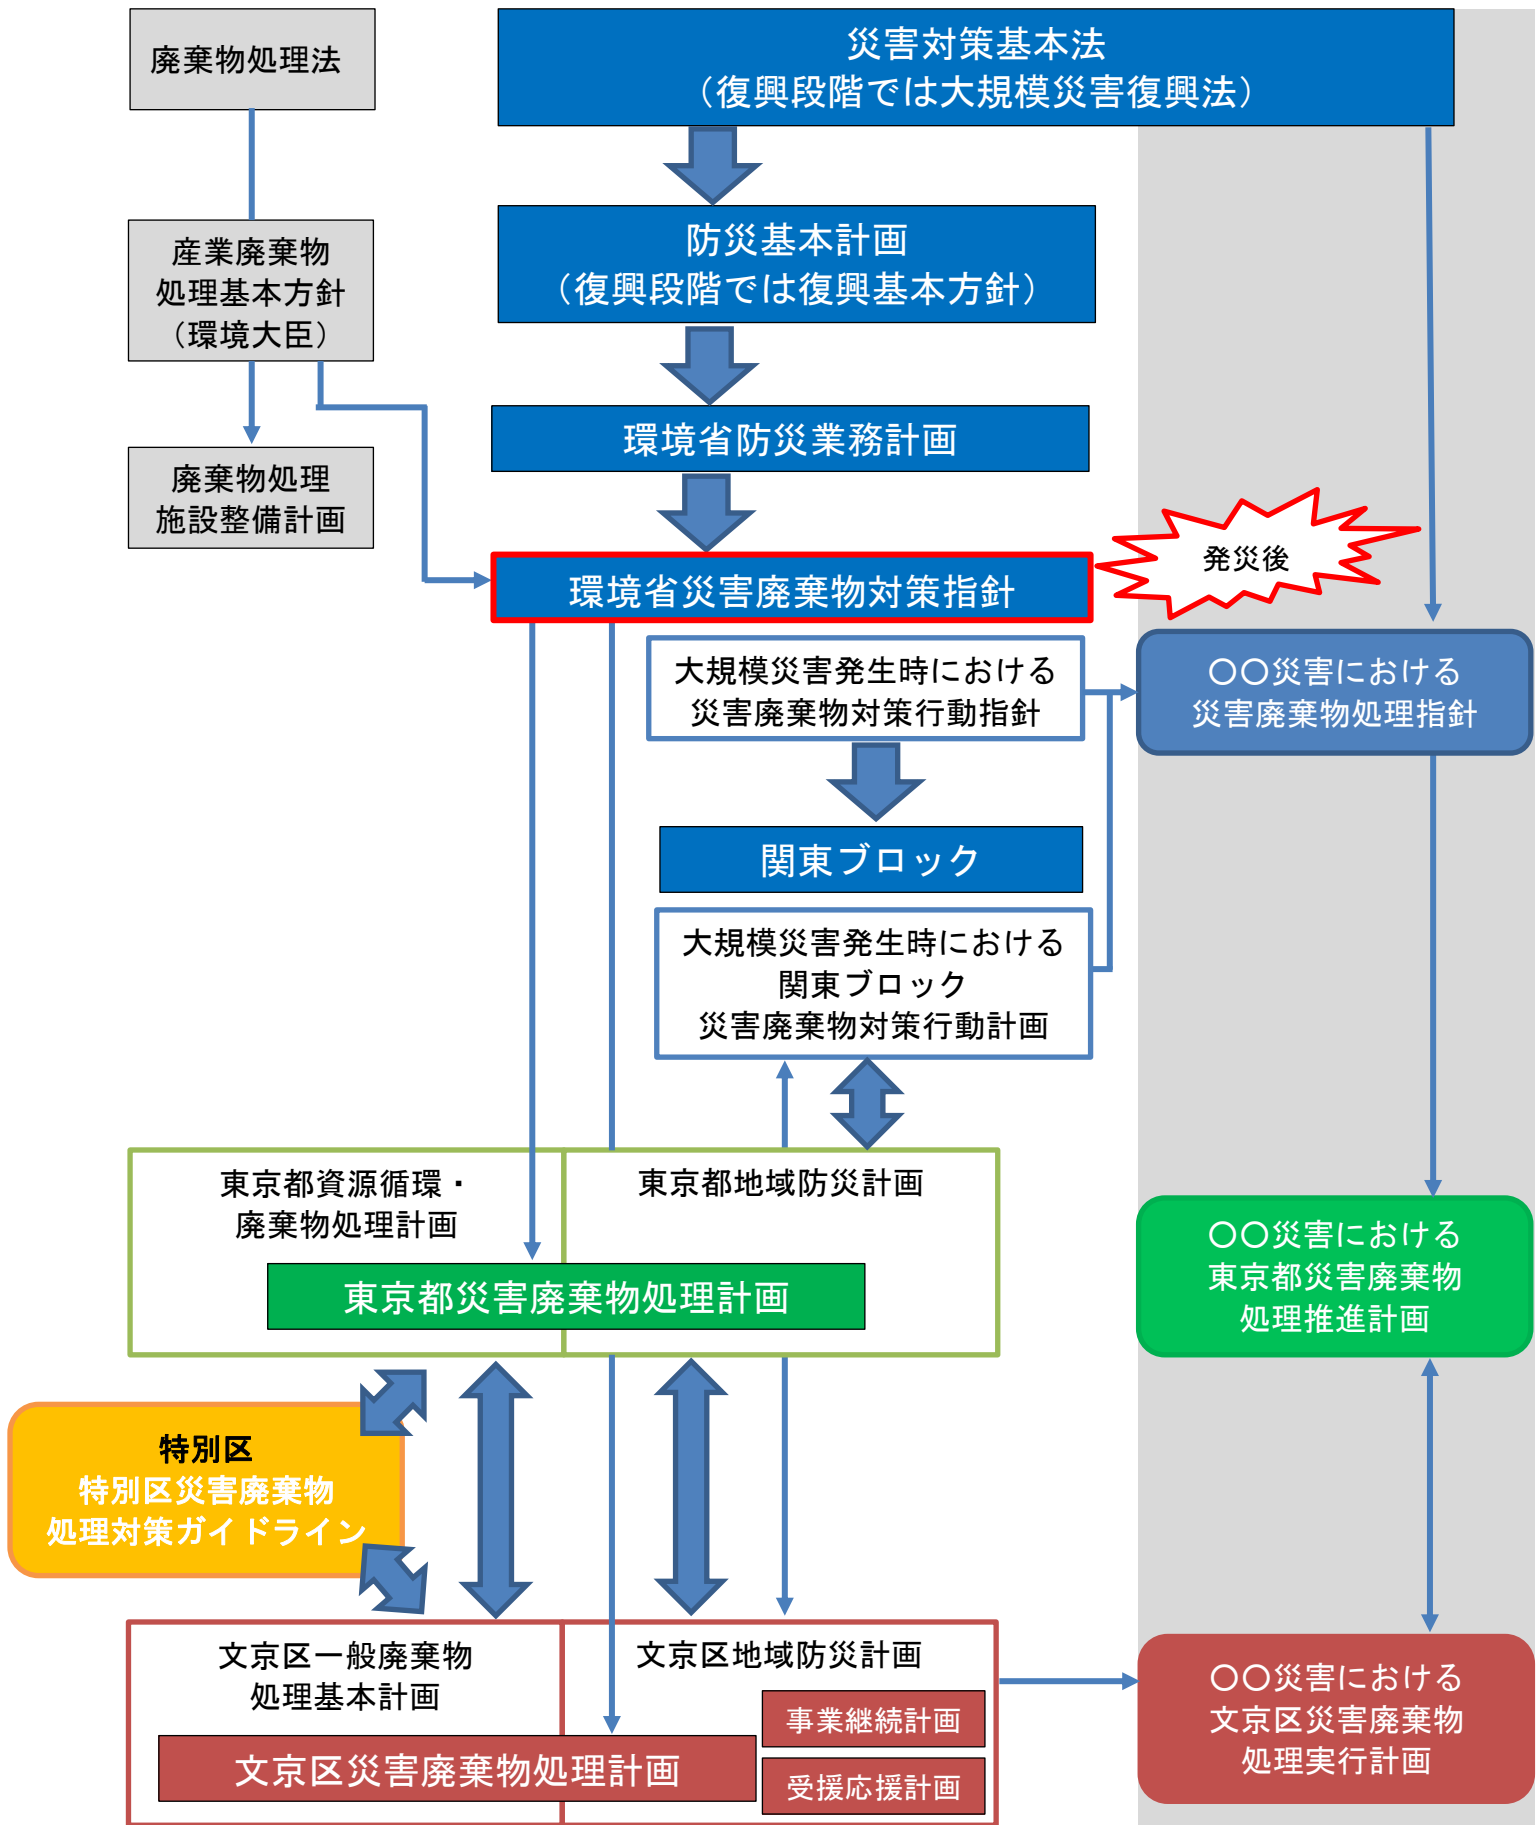 廃棄物処理法
災害対策基本法
（復興段階では大規模災害復興法）
産業廃棄物
処理基本方針
（環境大臣）
防災基本計画
（復興段階では復興基本方針）
環境省防災業務計画
廃棄物処理
施設整備計画
環境省災害廃棄物対策指針
発災後
大規模災害発生時における
災害廃棄物対策行動指針
〇〇災害における
災害廃棄物処理指針
関東ブロック
大規模災害発生時における
関東ブロック
災害廃棄物対策行動計画
東京都資源循環・
廃棄物処理計画
東京都地域防災計画
東京都災害廃棄物処理計画
〇〇災害における
東京都災害廃棄物
処理推進計画
特別区
特別区災害廃棄物
処理対策ガイドライン
文京区一般廃棄物
処理基本計画
文京区地域防災計画
事業継続計画
文京区災害廃棄物処理計画
受援応援計画
〇〇災害における
文京区災害廃棄物
処理実行計画